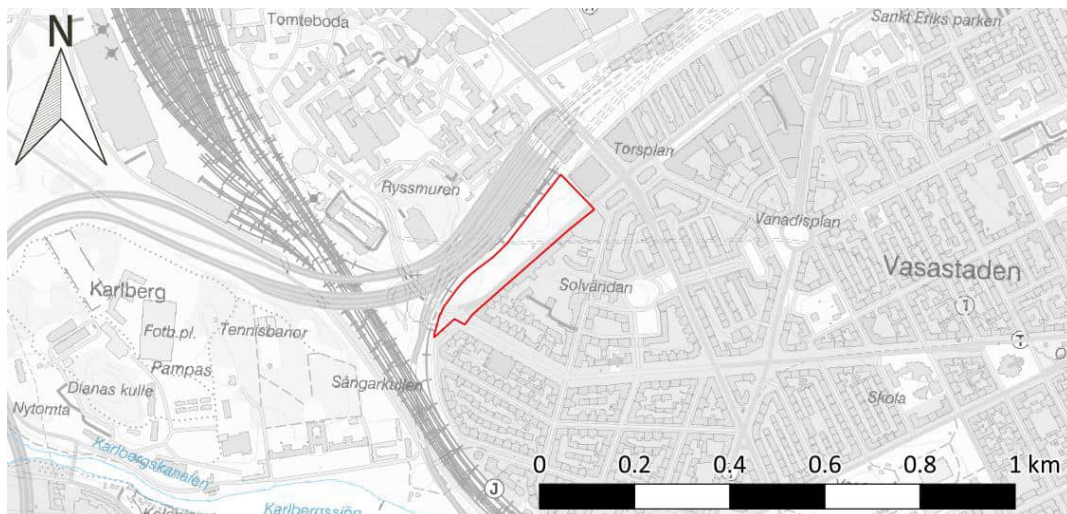 Tomteboda
Sankt Eriks parken
N
Torsplan
Ryssmuren
Vanadisplan
Vasastaden
Karlberg
Solvändan
Fotb.pl.
Tennisbanor
T
T
Pampas
Sångarkullen
Dianas kulle
Skola
Nytomta
Karlbergskanalen
0 0.2 0.4 0.6 0.8 1 km
J
Karlbergssjön